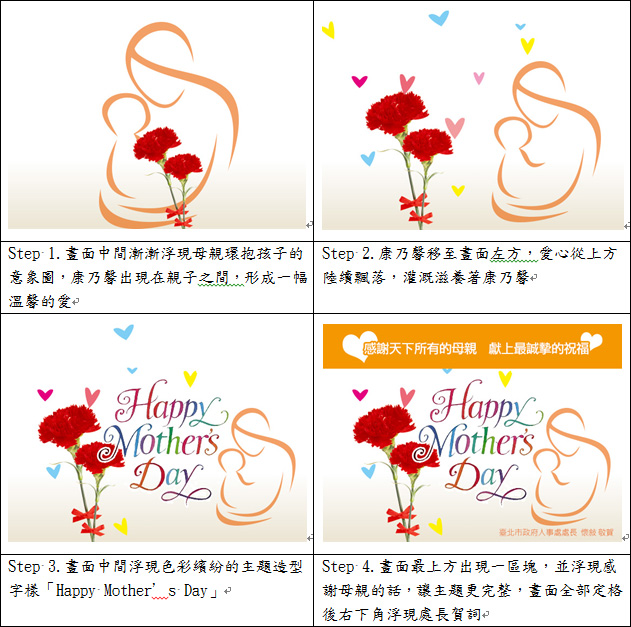 Step 1.畫面中間漸漸浮現母親環抱孩子的
意象圖，康乃馨出現在親子之間，形成一幅
溫馨的愛
Step 2.康乃馨移至畫面左方，愛心從上方
陸續飄落，灌溉滋養著康乃馨
Happy
Mother's
Day
Step 3.畫面中間浮現色彩繽紛的主題造型
字樣「Happy Mother's Day」
感謝天下所有的母親 獻上最誠摯的祝福
Happy
Mother's
Day
臺北市政府人事處處長 懷敍 敬賀
Step 4.畫面最上方出現一區塊，並浮現感
謝母親的話，讓主題更完整，畫面全部定格
後右下角浮現處長賀詞